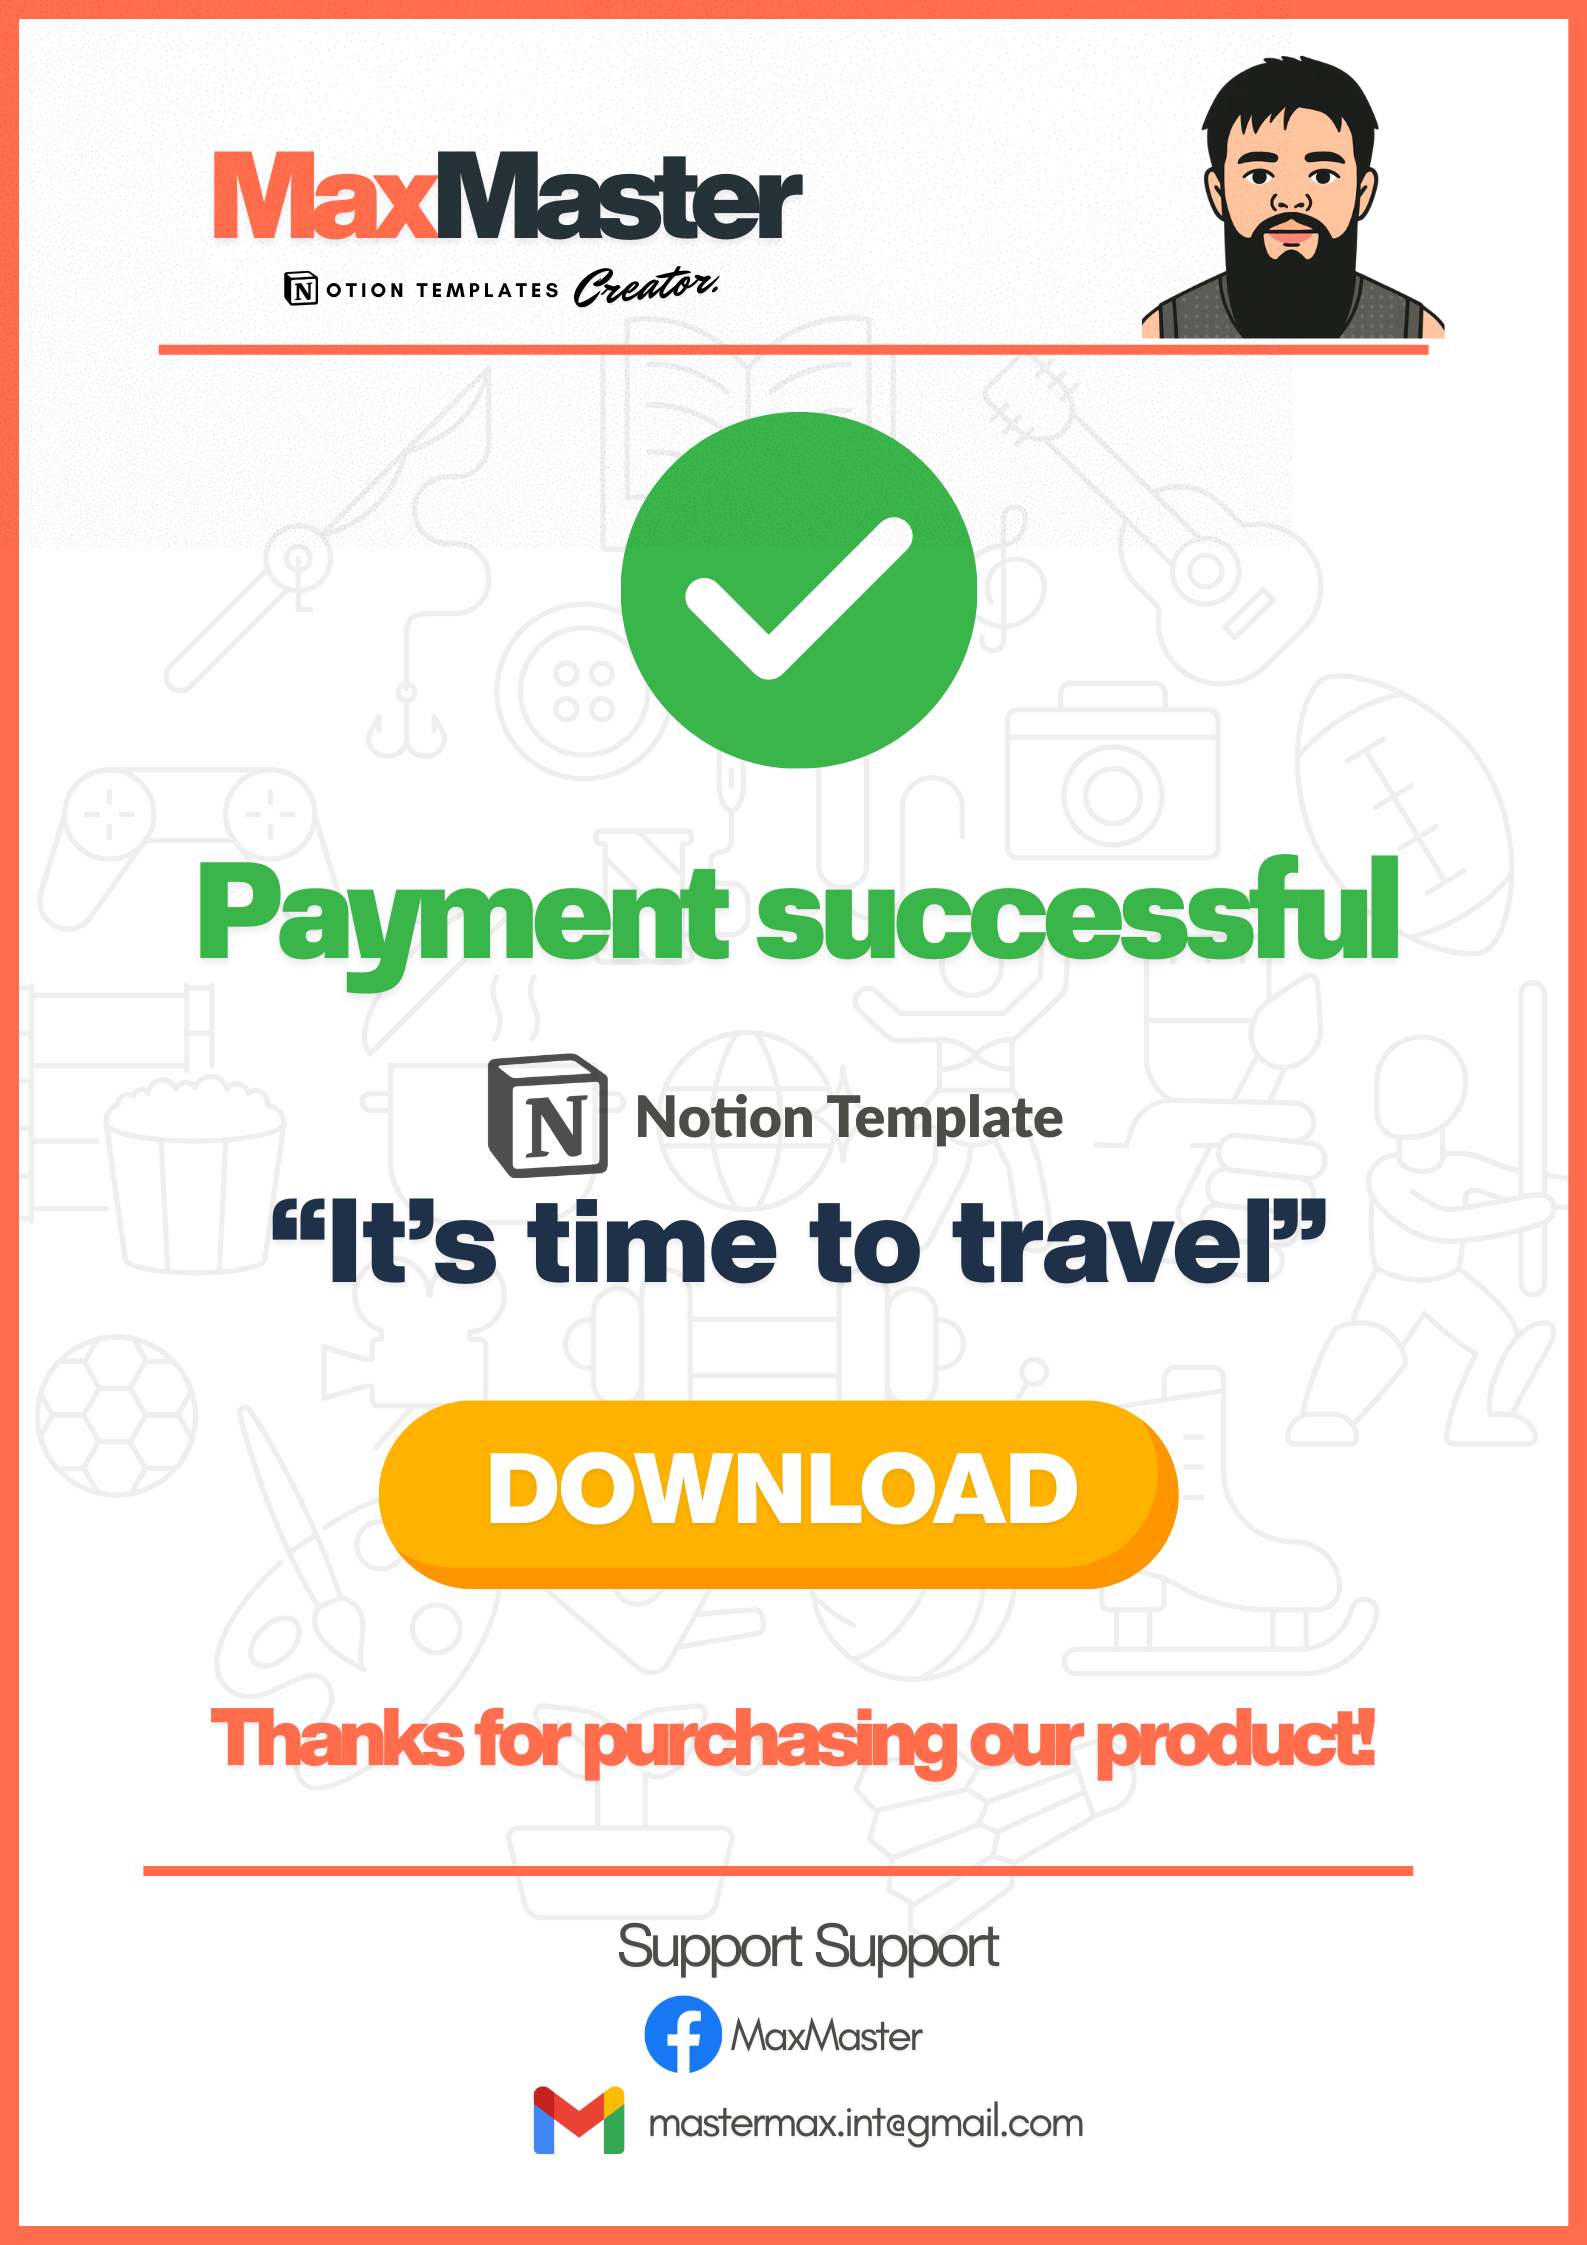 MaxMaster
NOTION TEMPLATES Creator.
Payment successful
N Notion Template
“It’s time to travel”
DOWNLOAD
Thanks for purchasing our product!
Support Support
MaxMaster
mastermax.int@gmail.com